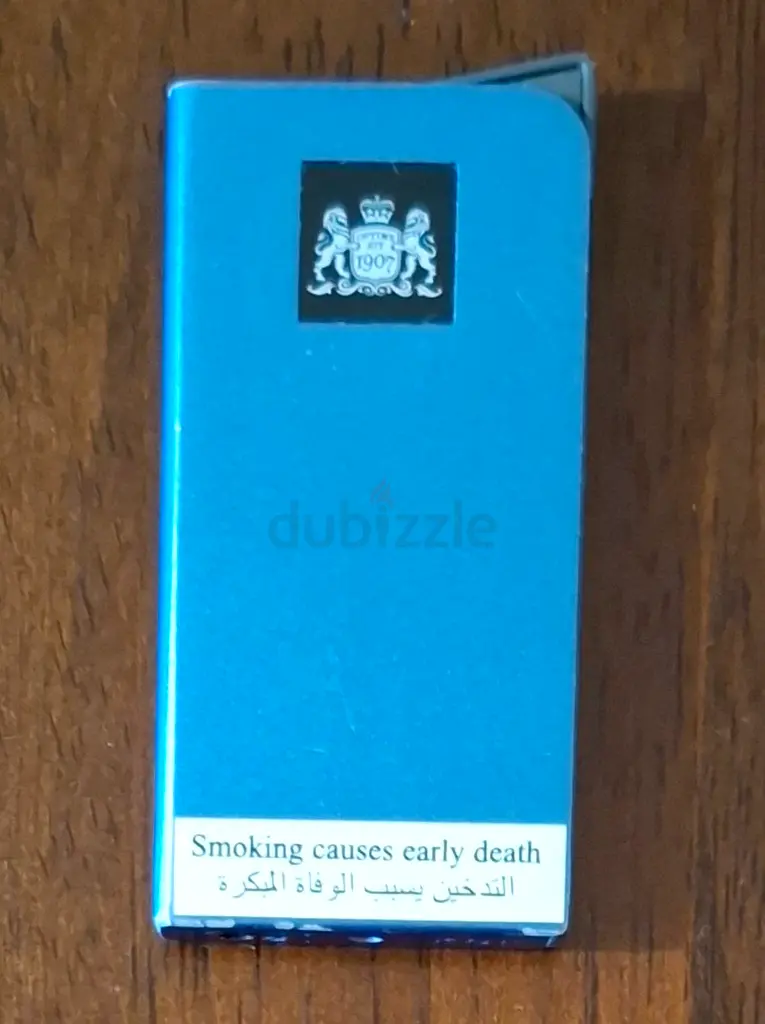 1907
dubizzle
Smoking causes early death
التدخين يسبب الوفاة المبكرة